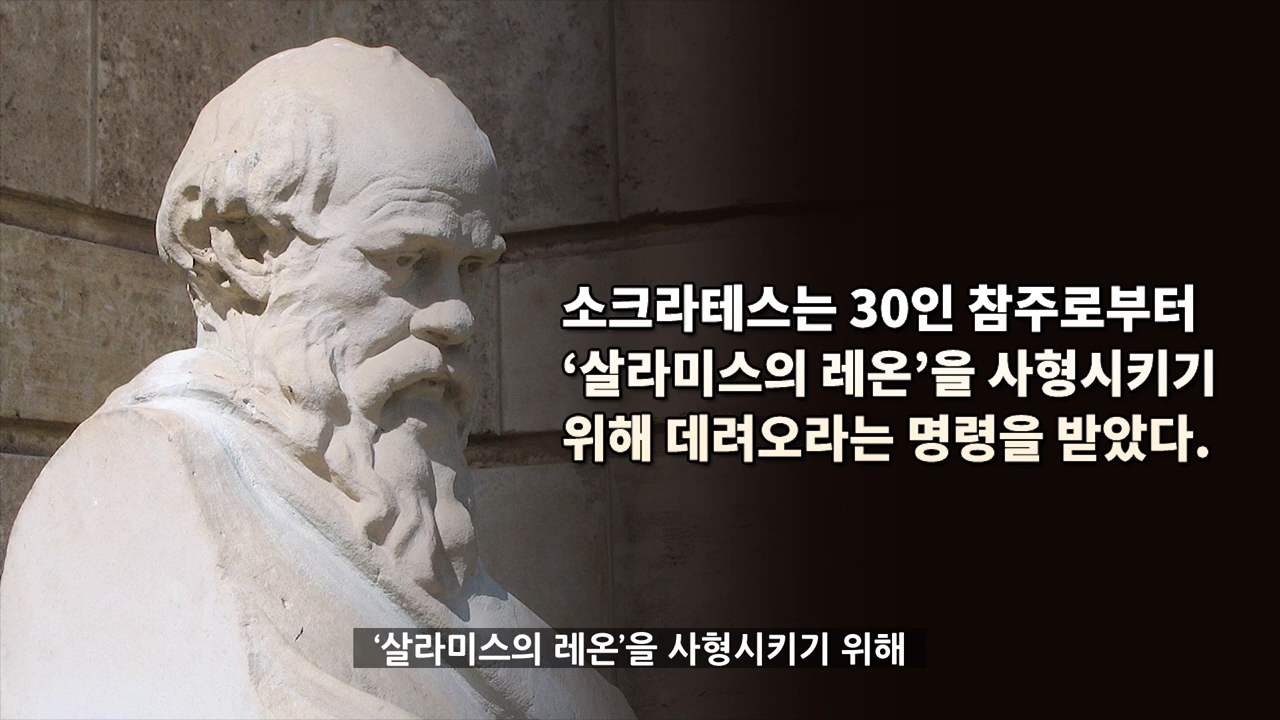 소크라테스는 30인 참주로부터
‘살라미스의 레온’을 사형시키기
위해 데려오라는 명령을 받았다.
‘살라미스의 레온’을 사형시키기 위해